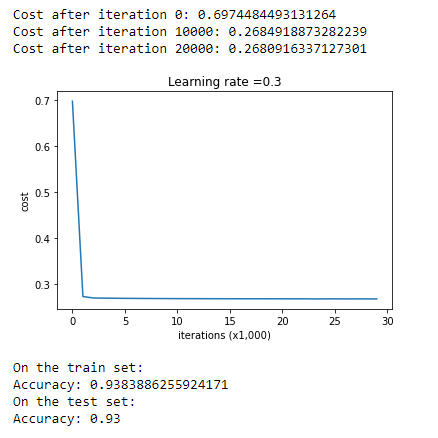 Cost after iteration 0: 0.6974484493131264
Cost after iteration 10000: 0.2684918873282239
Cost after iteration 20000: 0.2680916337127301
Learning rate =0.3
0.7
0.6
0.5
0.4
0.3
cost
0 5 10 15 20 25 30
iterations (x1,000)
On the train set:
Accuracy: 0.9383886255924171
On the test set:
Accuracy: 0.93